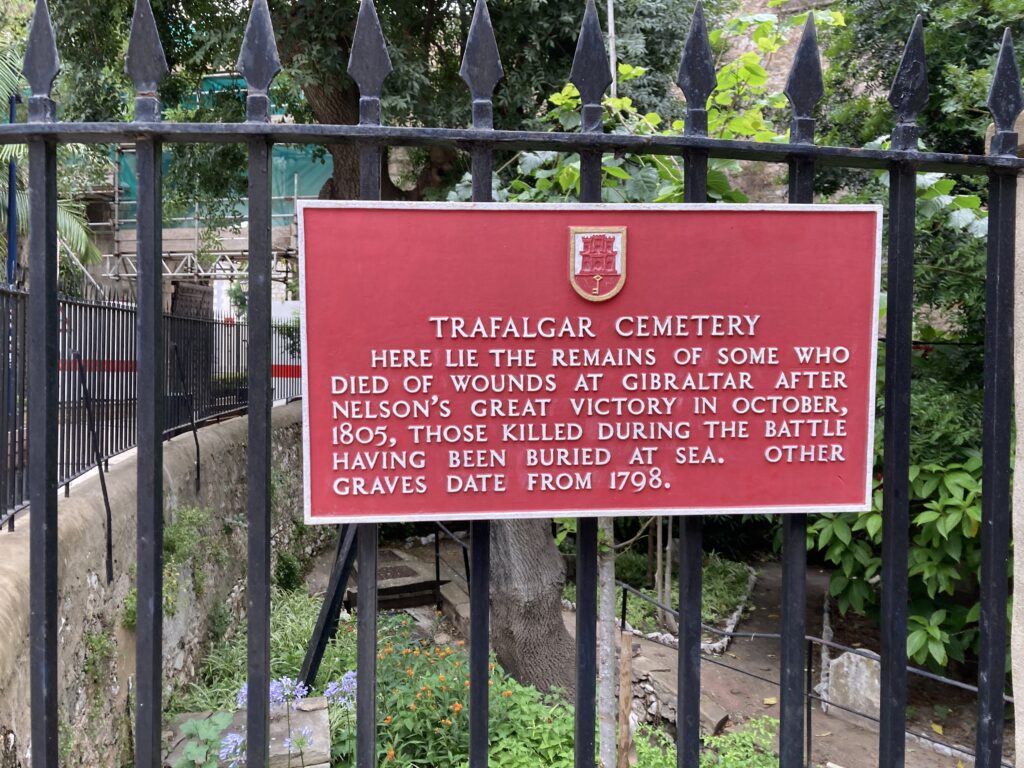 TRAFALGAR CEMETERY
HERE LIE THE REMAINS OF SOME WHO
DIED OF WOUNDS AT GIBRALTAR AFTER
NELSON'S GREAT VICTORY IN OCTOBER,
1805, THOSE KILLED DURING THE BATTLE
HAVING BEEN BURIED AT SEA. OTHER
GRAVES DATE FROM 1798.